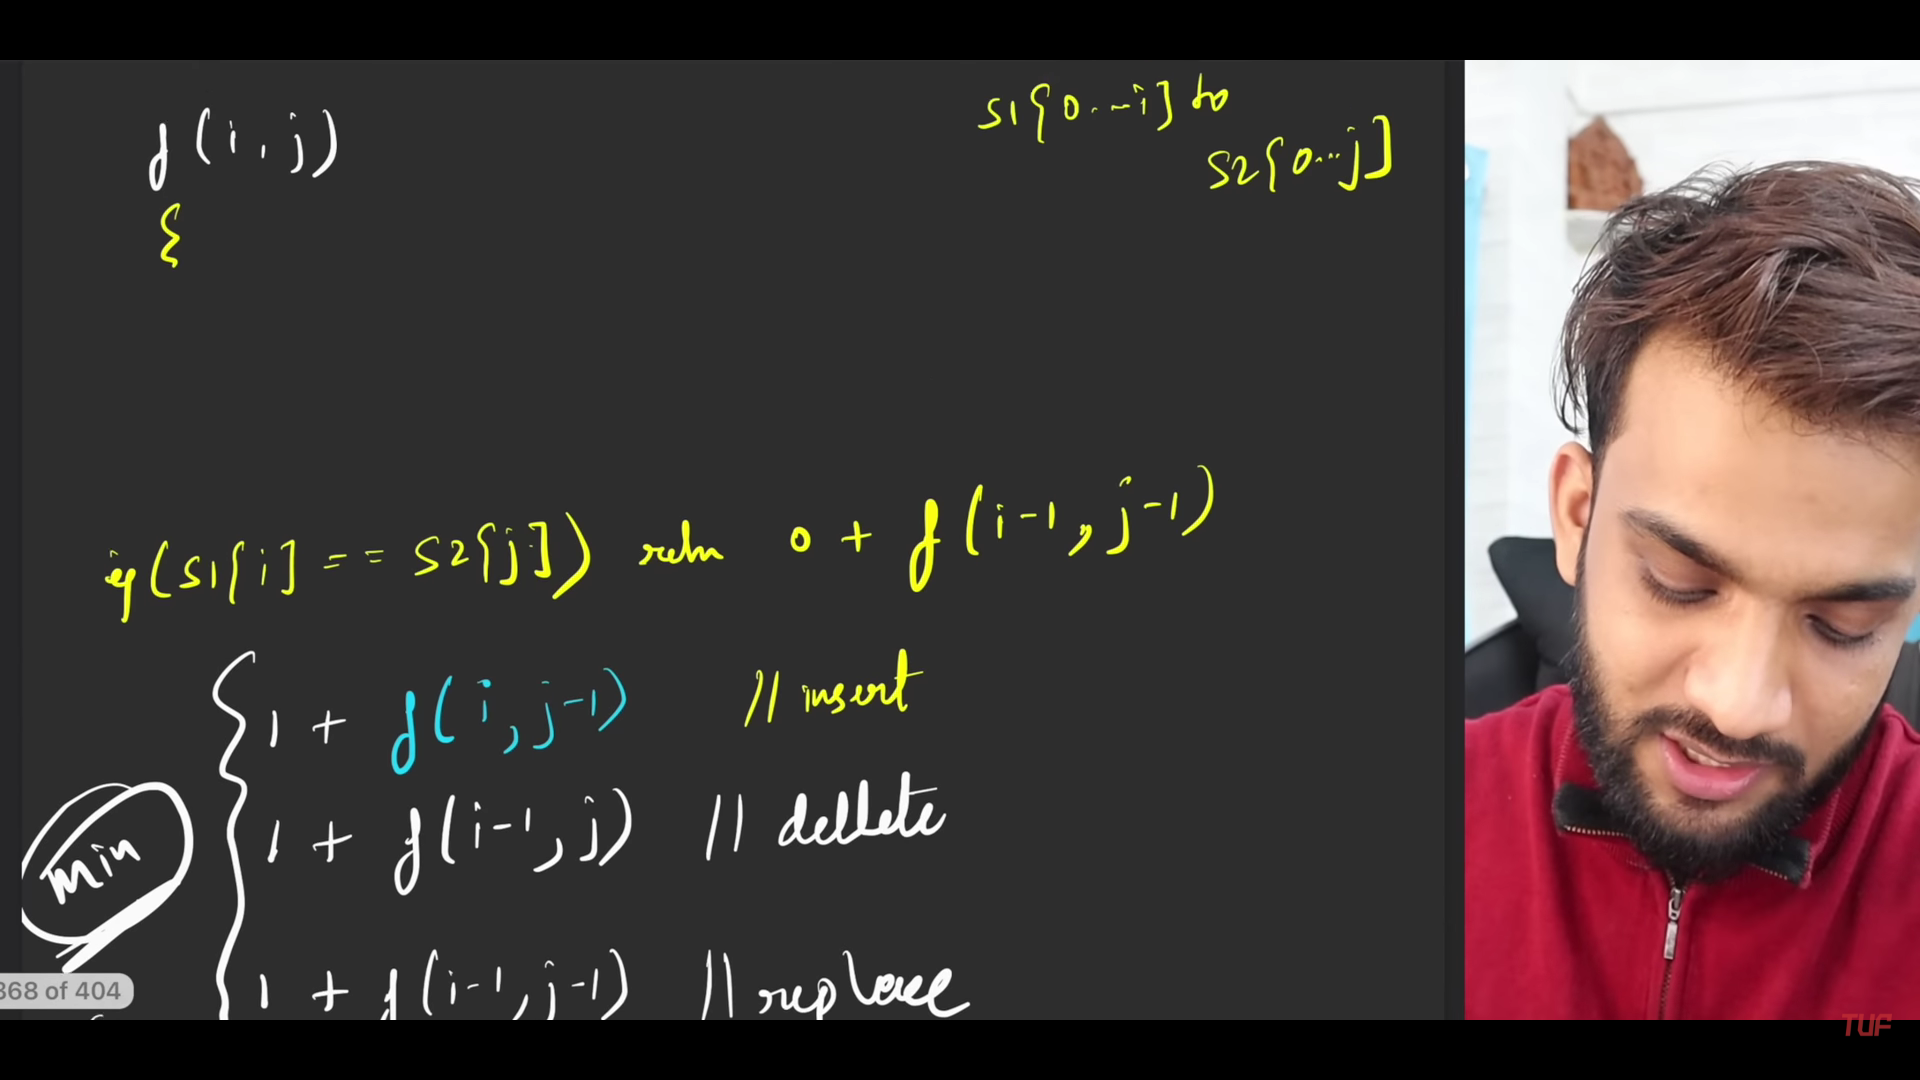 f(i, j)
{
S1[0...i] to
S2[0...j]
if(S1[i] == S2[j]) return 0 + f(i-1, j-1)
1 + f(i, j-1) // insert
1 + f(i-1, j) // dellete
min
1 + f(i-1, j-1) // replace
368 of 404
TUF